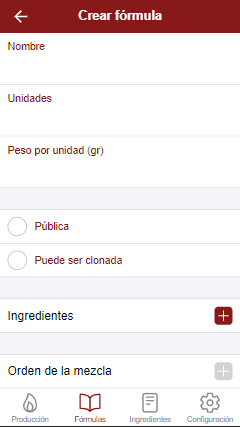 Crear fórmula
Nombre
Unidades
Peso por unidad (gr)
Pública
Puede ser clonada
Ingredientes
Orden de la mezcla
Producción
Fórmulas
Ingredientes
Configuración